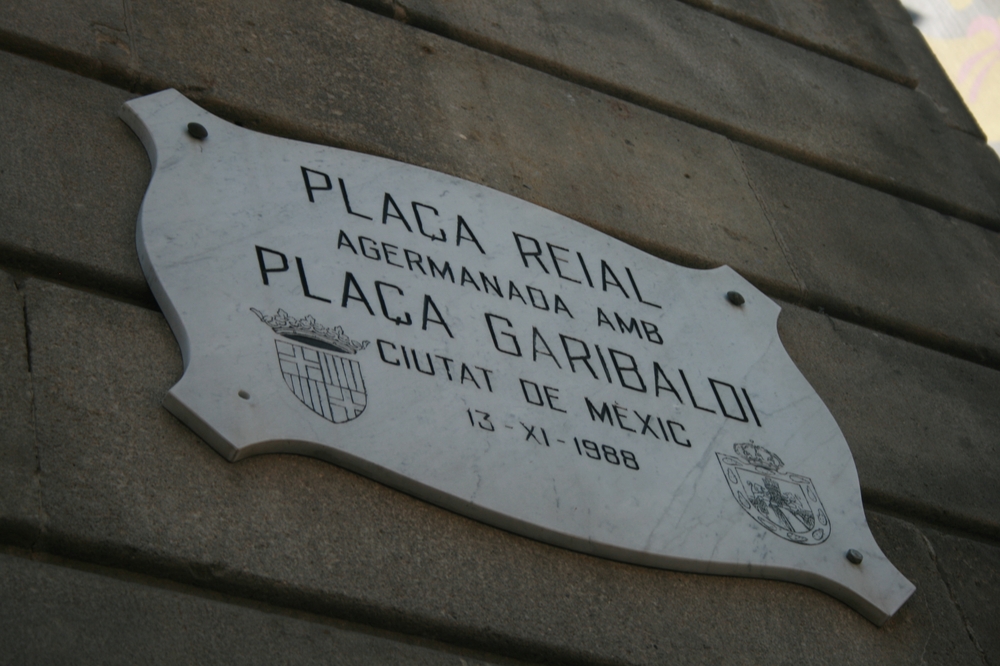 PLAÇA REIAL
AGERMANADA AMB
PLAÇA GARIBALDI
CIUTAT DE MÈXIC
13-XI-1988